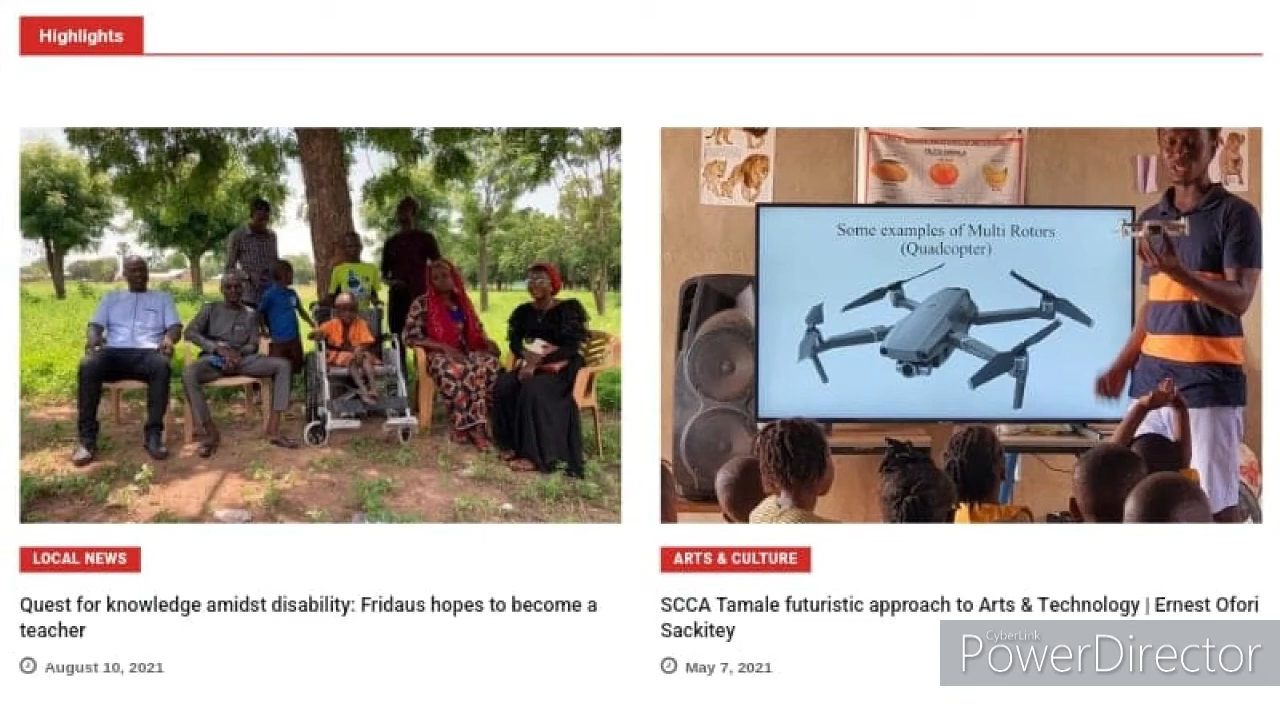 Highlights
Some examples of Multi Rotors
(Quadcopter)
LOCAL NEWS
ARTS & CULTURE
Quest for knowledge amidst disability: Fridaus hopes to become a
teacher
SCCA Tamale futuristic approach to Arts & Technology | Ernest Ofori
Sackitey
August 10, 2021
May 7, 2021
CyberLink
PowerDirector